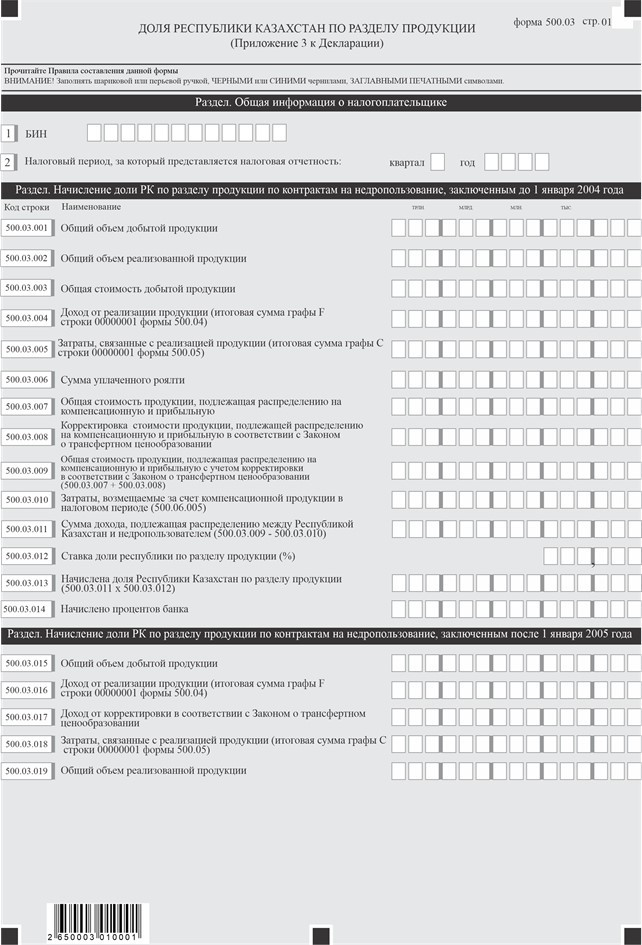 ДОЛЯ РЕСПУБЛИКИ КАЗАХСТАН ПО РАЗДЕЛУ ПРОДУКЦИИ
(Приложение 3 к Декларации)
форма 500.03 стр. 01
Прочитайте Правила составления данной формы
ВНИМАНИЕ! Заполнять шариковой или перьевой ручкой, ЧЕРНЫМИ или СИНИМИ чернилами, ЗАГЛАВНЫМИ ПЕЧАТНЫМИ символами.
Раздел. Общая информация о налогоплательщике
1 БИН
2 Налоговый период, за который представляется налоговая отчетность: квартал год
Раздел. Начисление доли РК по разделу продукции по контрактам на недропользование, заключенным до 1 января 2004 года
Код строки Наименование ТРЛН МЛРД МЛН ТЫС
500.03.001 Общий объем добытой продукции
500.03.002 Общий объем реализованной продукции
500.03.003 Общая стоимость добытой продукции
500.03.004 Доход от реализации продукции (итоговая сумма графы F
строки 00000001 формы 500.04)
500.03.005 Затраты, связанные с реализацией продукции (итоговая сумма графы С
строки 00000001 формы 500.05)
500.03.006 Сумма уплаченного роялти
500.03.007 Общая стоимость продукции, подлежащая распределению на
компенсационную и прибыльную
500.03.008 Корректировка стоимости продукции, подлежащей распределению
на компенсационную и прибыльную в соответствии с Законом
о трансфертном ценообразовании
500.03.009 Общая стоимость продукции, подлежащая распределению на
компенсационную и прибыльную с учетом корректировки
в соответствии с Законом о трансфертном ценообразовании
(500.03.007 + 500.03.008)
500.03.010 Затраты, возмещаемые за счет компенсационной продукции в
налоговом периоде (500.06.005)
500.03.011 Сумма дохода, подлежащая распределению между Республикой
Казахстан и недропользователем (500.03.009 - 500.03.010)
500.03.012 Ставка доли республики по разделу продукции (%) ,
500.03.013 Начислена доля Республики Казахстан по разделу продукции
(500.03.011 х 500.03.012)
500.03.014 Начислено процентов банка
Раздел. Начисление доли РК по разделу продукции по контрактам на недропользование, заключенным после 1 января 2005 года
500.03.015 Общий объем добытой продукции
500.03.016 Доход от реализации продукции (итоговая сумма графы F
строки 00000001 формы 500.04)
500.03.017 Доход от корректировки в соответствии с Законом о трансфертном
ценообразовании
500.03.018 Затраты, связанные с реализацией продукции (итоговая сумма графы С
строки 00000001 формы 500.05)
500.03.019 Общий объем реализованной продукции
2 650003 010001